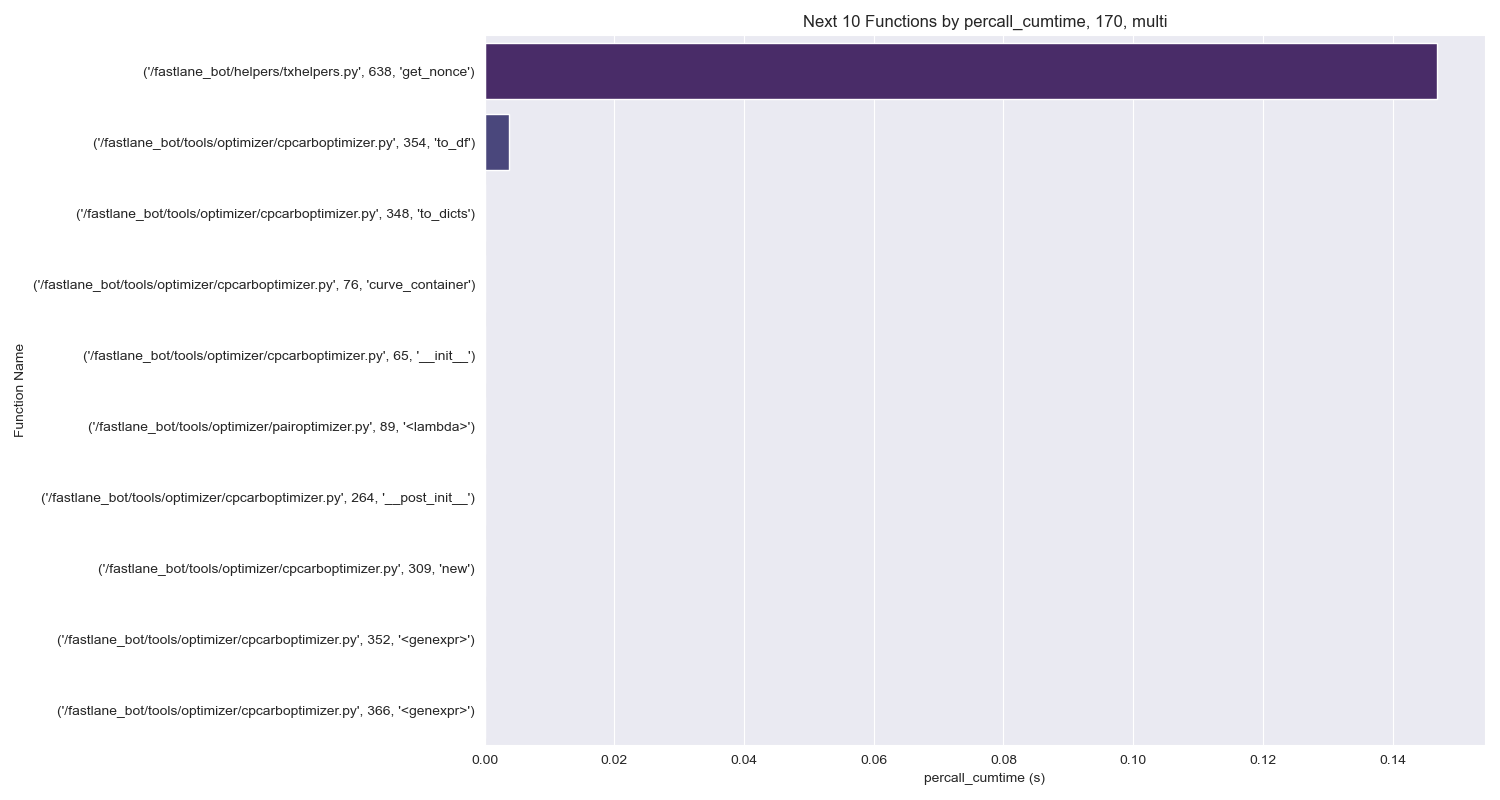 Next 10 Functions by percall_cumtime, 170, multi
('/fastlane_bot/helpers/txhelpers.py', 638, 'get_nonce')
('/fastlane_bot/tools/optimizer/cpcarboptimizer.py', 354, 'to_df')
('/fastlane_bot/tools/optimizer/cpcarboptimizer.py', 348, 'to_dicts')
('/fastlane_bot/tools/optimizer/cpcarboptimizer.py', 76, 'curve_container')
('/fastlane_bot/tools/optimizer/cpcarboptimizer.py', 65, '__init__')
('/fastlane_bot/tools/optimizer/pairoptimizer.py', 89, '<lambda>')
('/fastlane_bot/tools/optimizer/cpcarboptimizer.py', 264, '__post_init__')
('/fastlane_bot/tools/optimizer/cpcarboptimizer.py', 309, 'new')
('/fastlane_bot/tools/optimizer/cpcarboptimizer.py', 352, '<genexpr>')
('/fastlane_bot/tools/optimizer/cpcarboptimizer.py', 366, '<genexpr>')
Function Name
0.00 0.02 0.04 0.06 0.08 0.10 0.12 0.14
percall_cumtime (s)